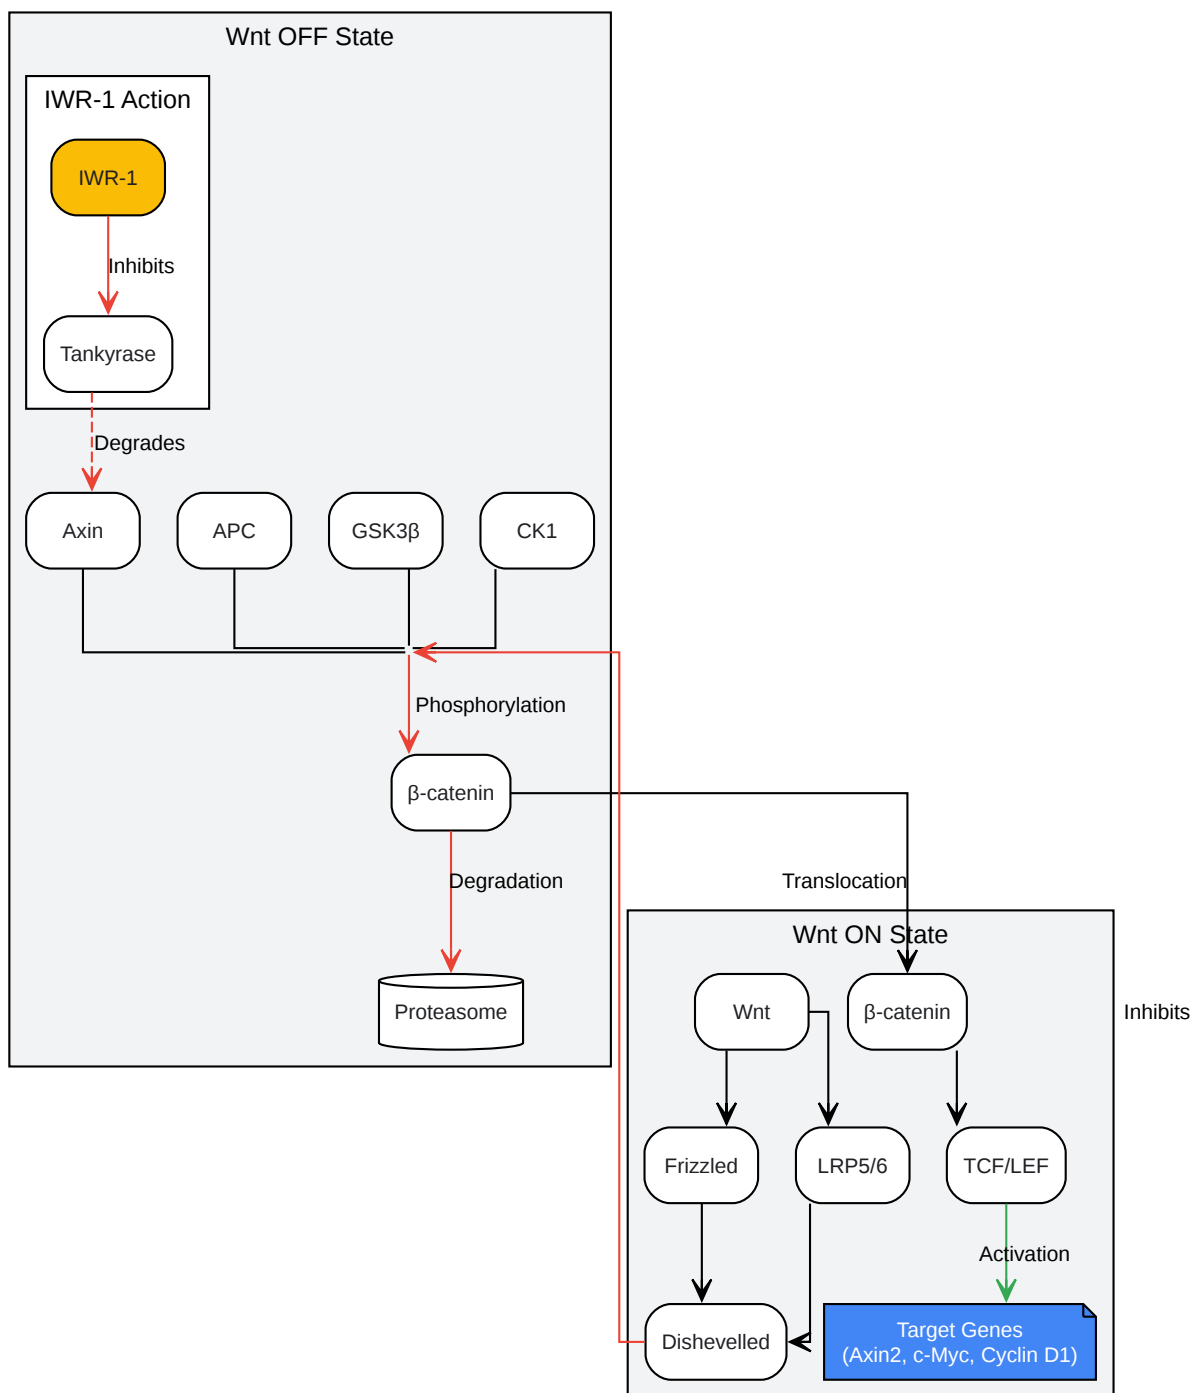 Wnt OFF State
IWR-1 Action
IWR-1
Inhibits
Tankyrase
Degrades
Axin
APC
GSK3β
CK1
Phosphorylation
β-catenin
Degradation
Translocation
Proteasome
Wnt ON State
Wnt
β-catenin
Inhibits
Frizzled
LRP5/6
TCF/LEF
Activation
Dishevelled
Target Genes
(Axin2, c-Myc, Cyclin D1)